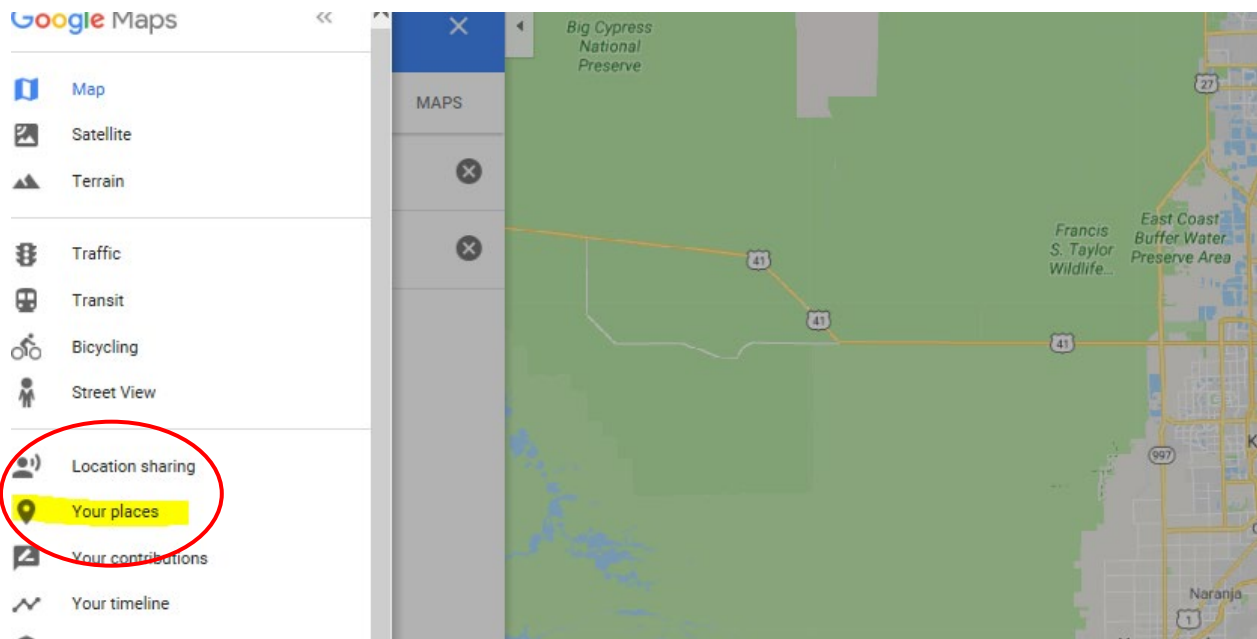 Google Maps
Map
Satellite
Terrain
Traffic
Transit
Bicycling
Street View
Location sharing
Your places
Your contributions
Your timeline
MAPS
Big Cypress
National
Preserve
27
41
41
41
Francis
S. Taylor
Wildlife...
East Coast
Buffer Water
Preserve Area
997
K
Naranja
1